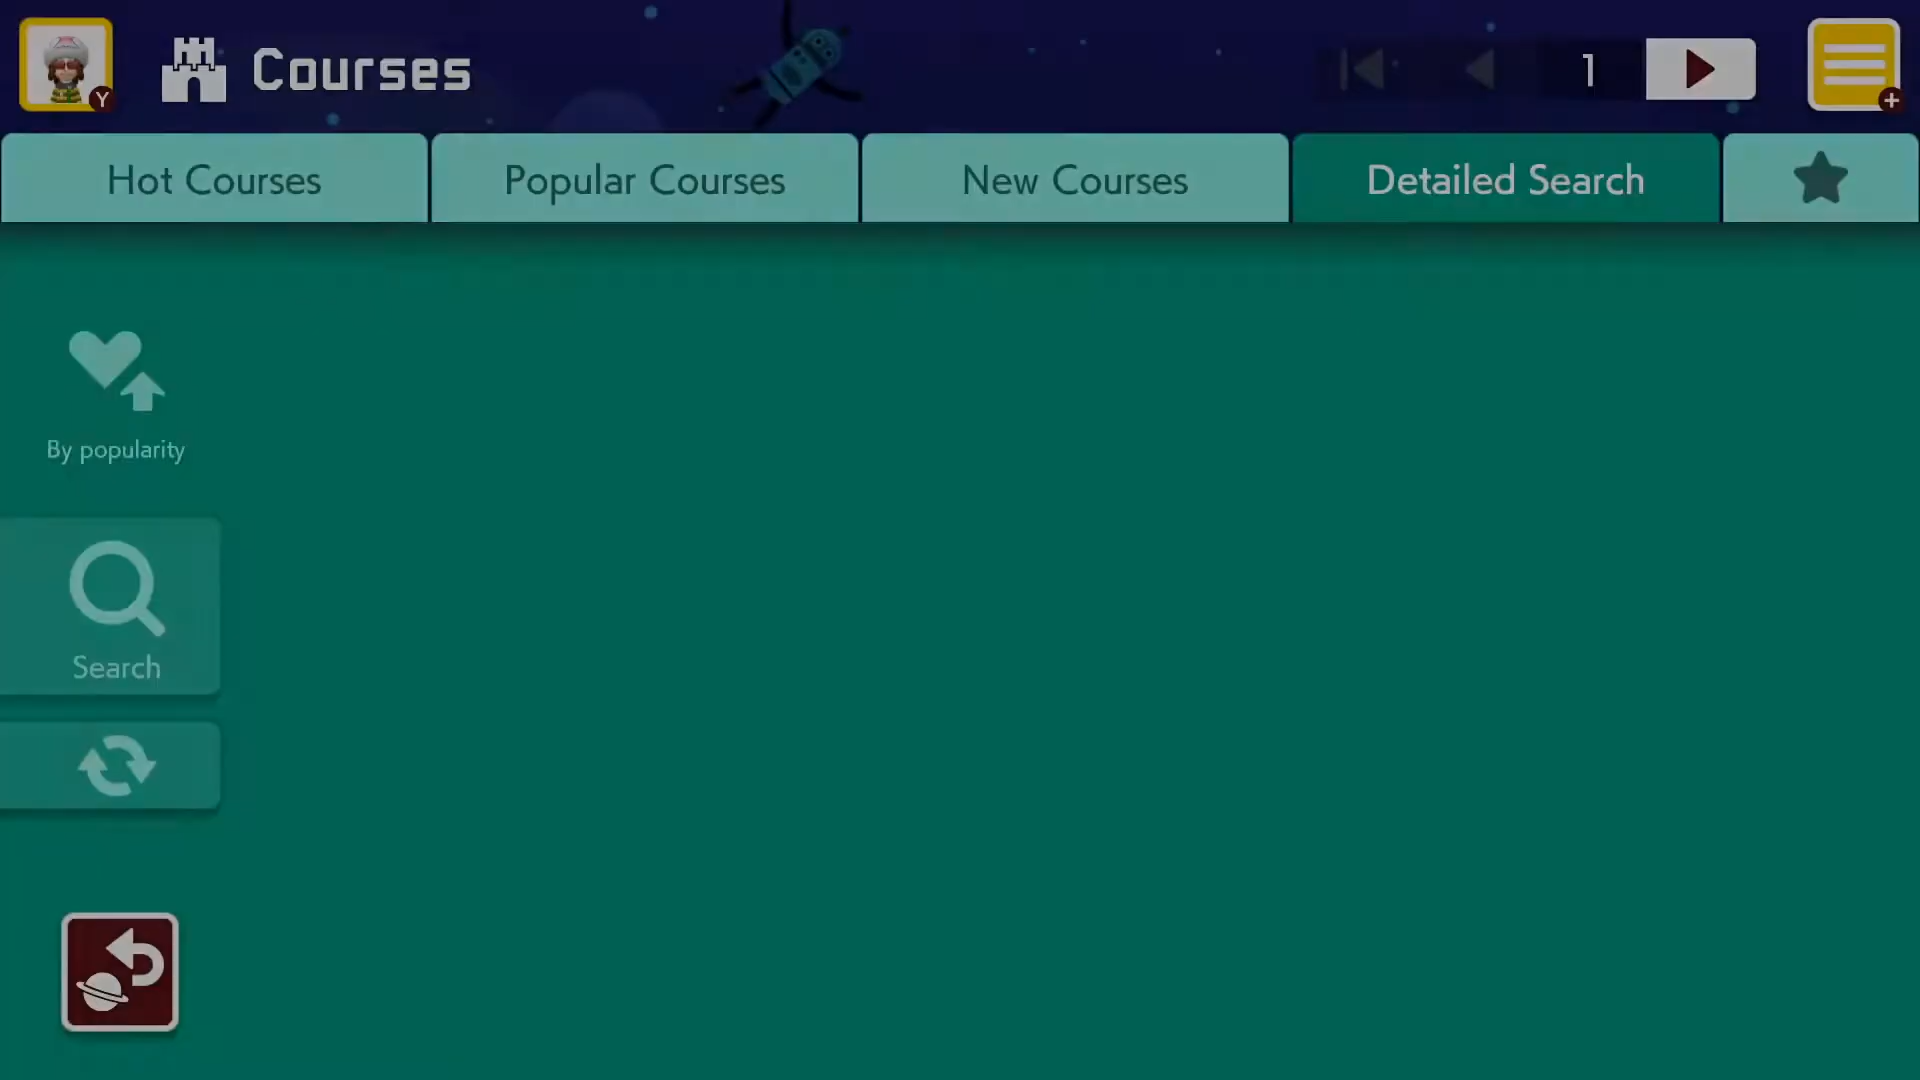 Y
Courses
1
+
Hot Courses
Popular Courses
New Courses
Detailed Search
By popularity
Search